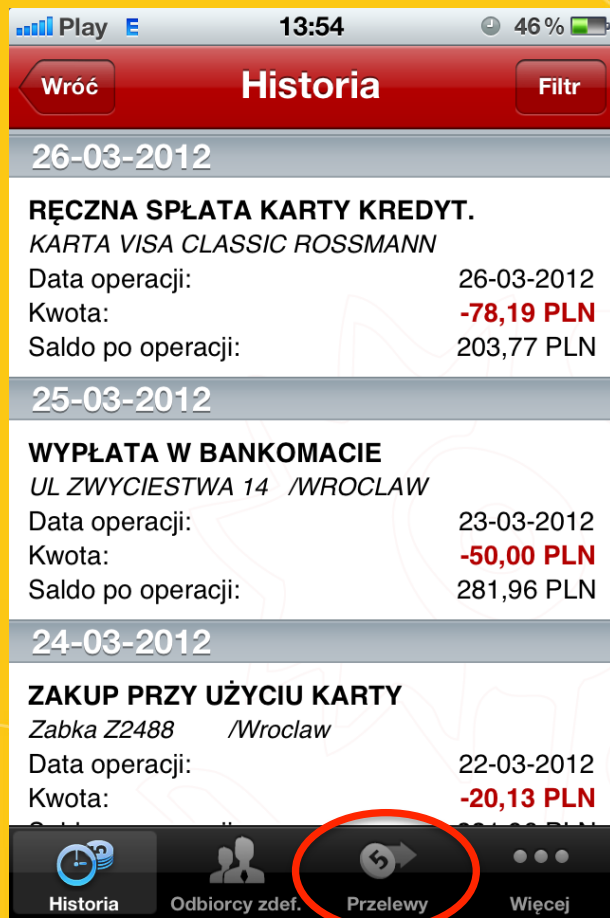 Play E 13:54 46%
Wróć Historia Filtr
26-03-2012
RĘCZNA SPŁATA KARTY KREDYT.
KARTA VISA CLASSIC ROSSMANN
Data operacji: 26-03-2012
Kwota: -78,19 PLN
Saldo po operacji: 203,77 PLN
25-03-2012
WYPŁATA W BANKOMACIE
UL ZWYCIESTWA 14 /WROCLAW
Data operacji: 23-03-2012
Kwota: -50,00 PLN
Saldo po operacji: 281,96 PLN
24-03-2012
ZAKUP PRZY UŻYCIU KARTY
Zabka Z2488 /Wroclaw
Data operacji: 22-03-2012
Kwota: -20,13 PLN
5 5
Historia Odbiorcy zdef. Przelewy Więcej